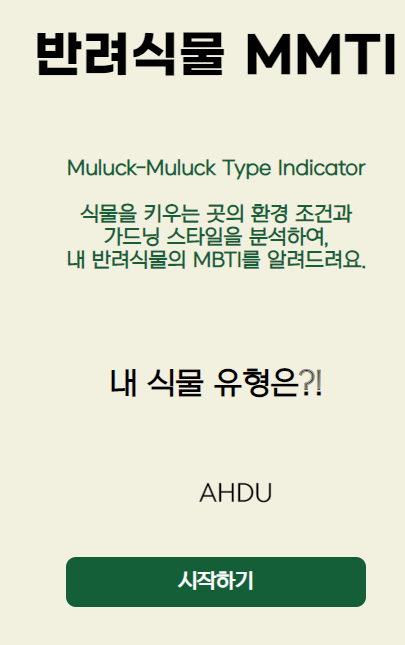 반려식물 MMTI
Muluck-Muluck Type Indicator
식물을 키우는 곳의 환경 조건과
가드닝 스타일을 분석하여,
내 반려식물의 MBTI를 알려드려요.
내 식물 유형은?!
AHDU
시작하기